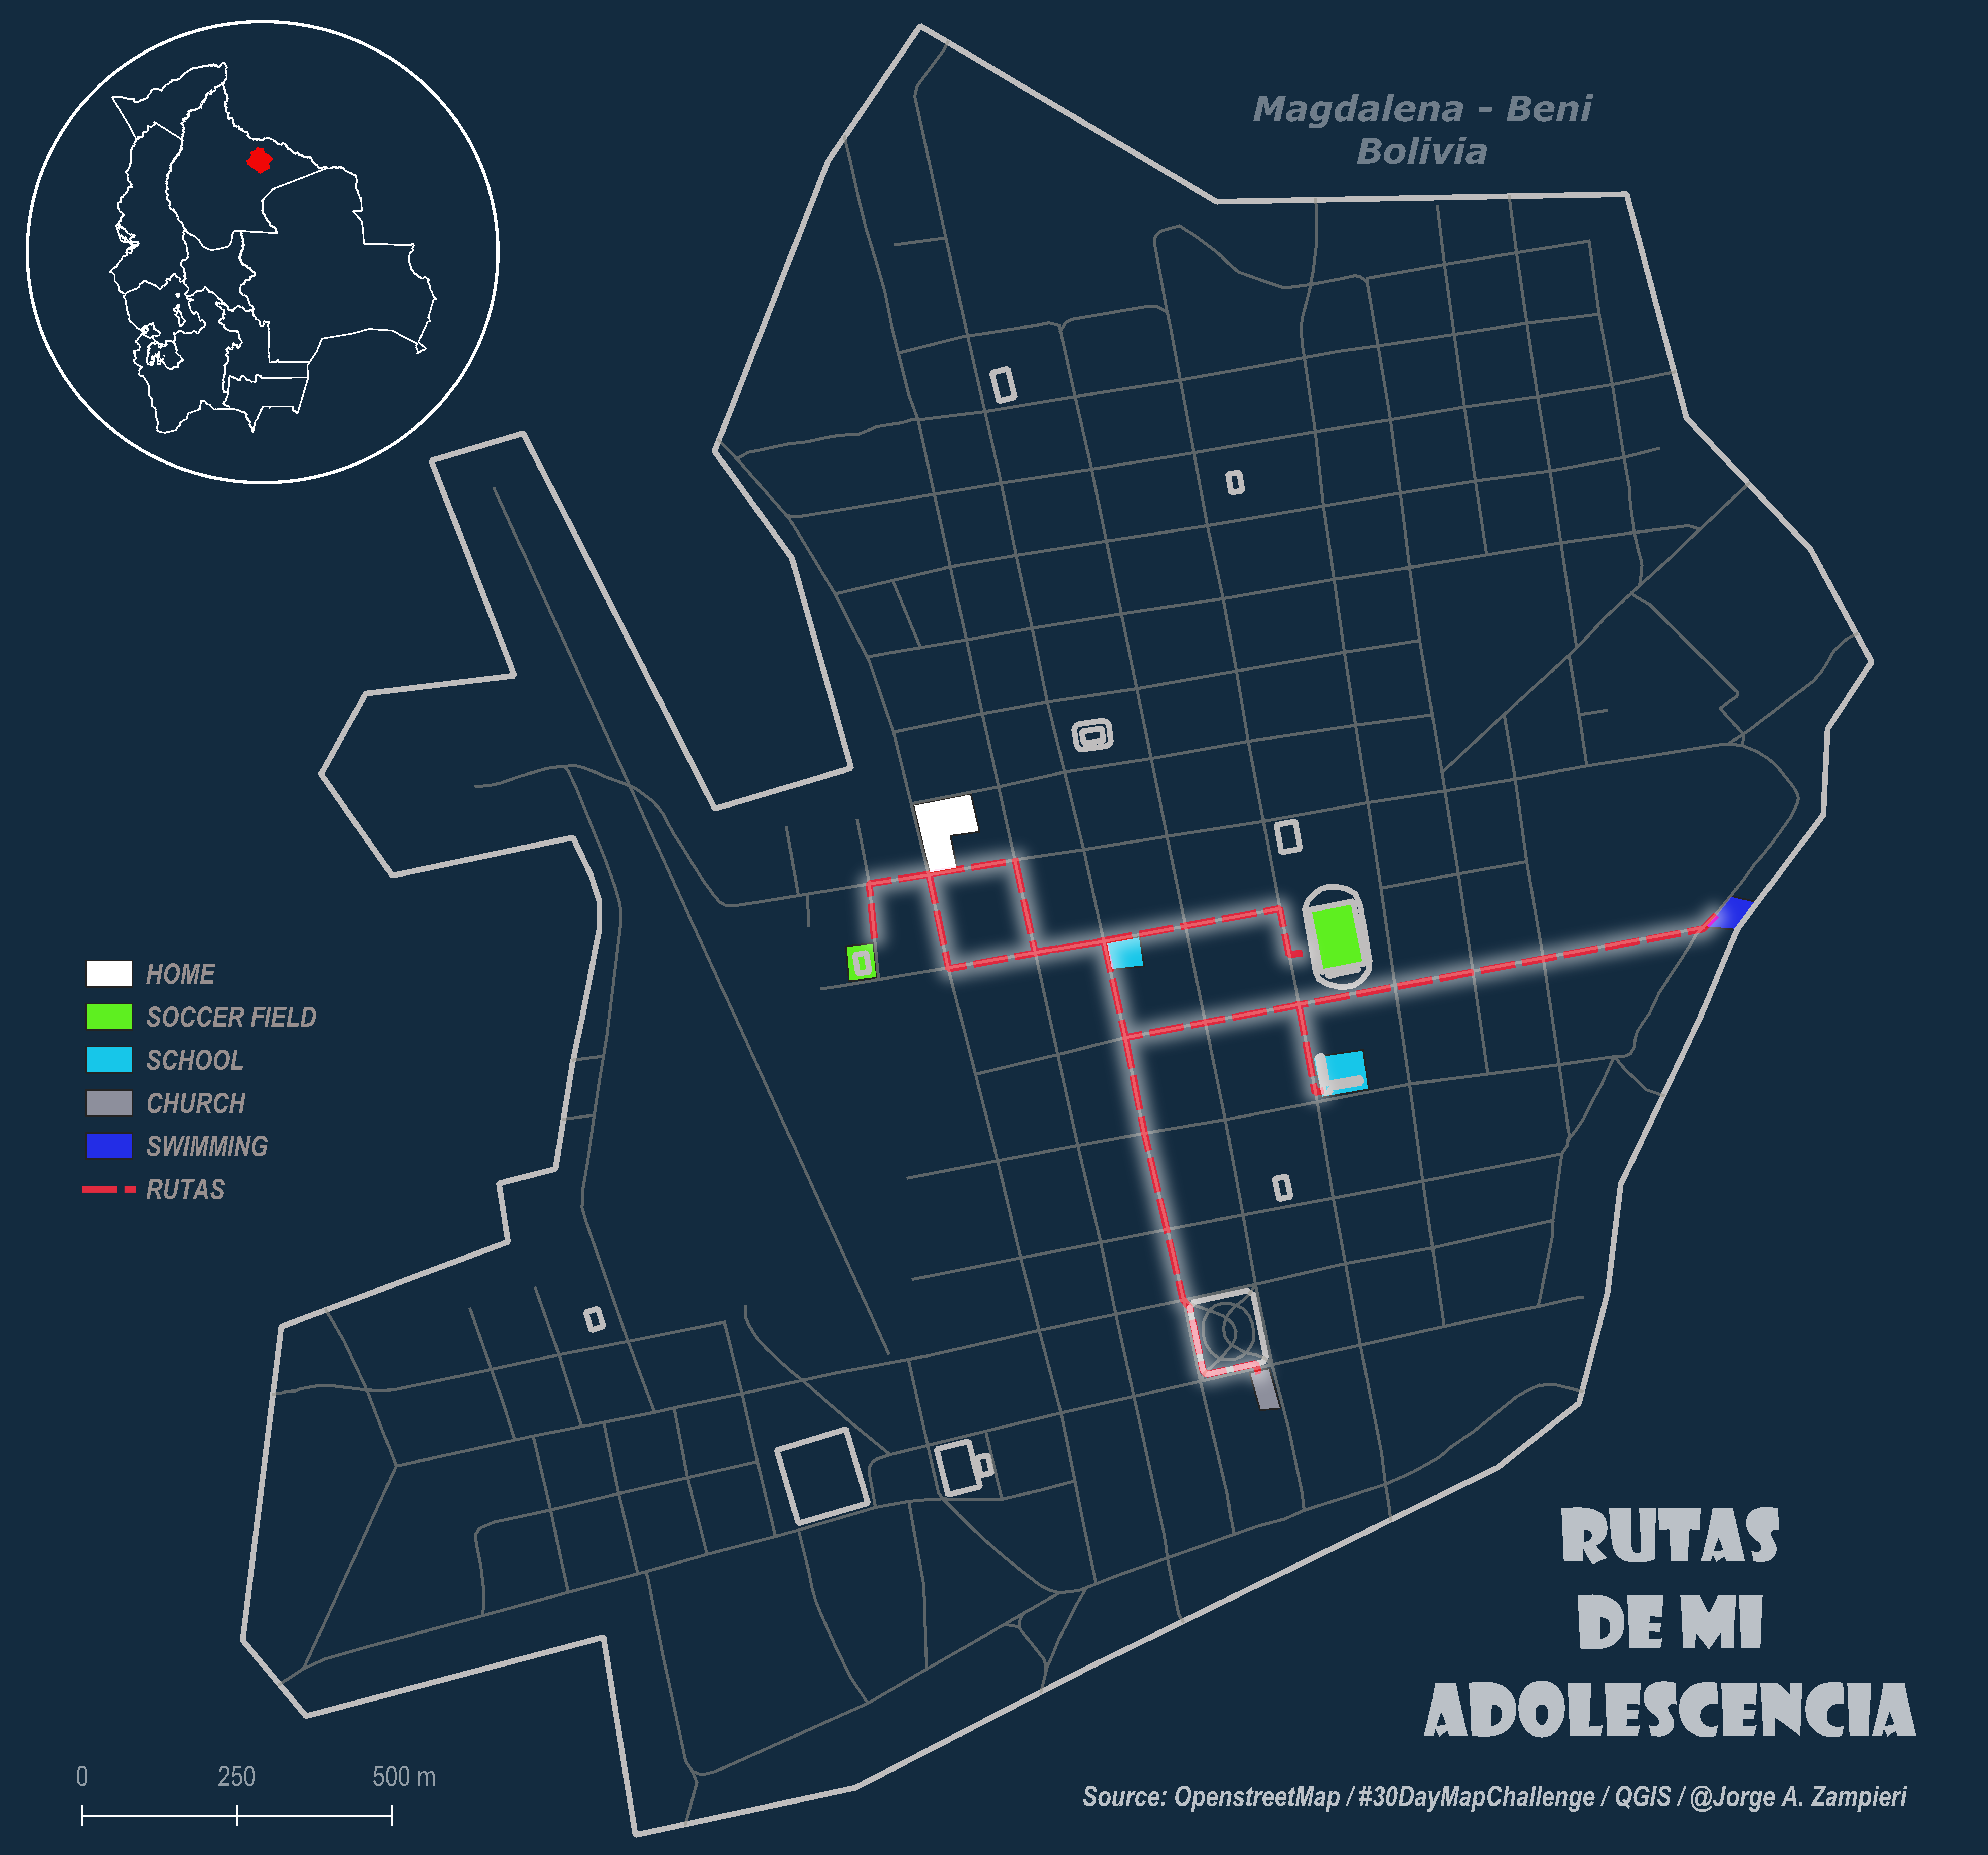 Magdalena - Beni
Bolivia
HOME
SOCCER FIELD
SCHOOL
CHURCH
SWIMMING
RUTAS
RUTAS
DE MI
ADOLESCENCIA
0 250 500 m
Source: OpenstreetMap / #30DayMapChallenge / QGIS / @Jorge A. Zampieri